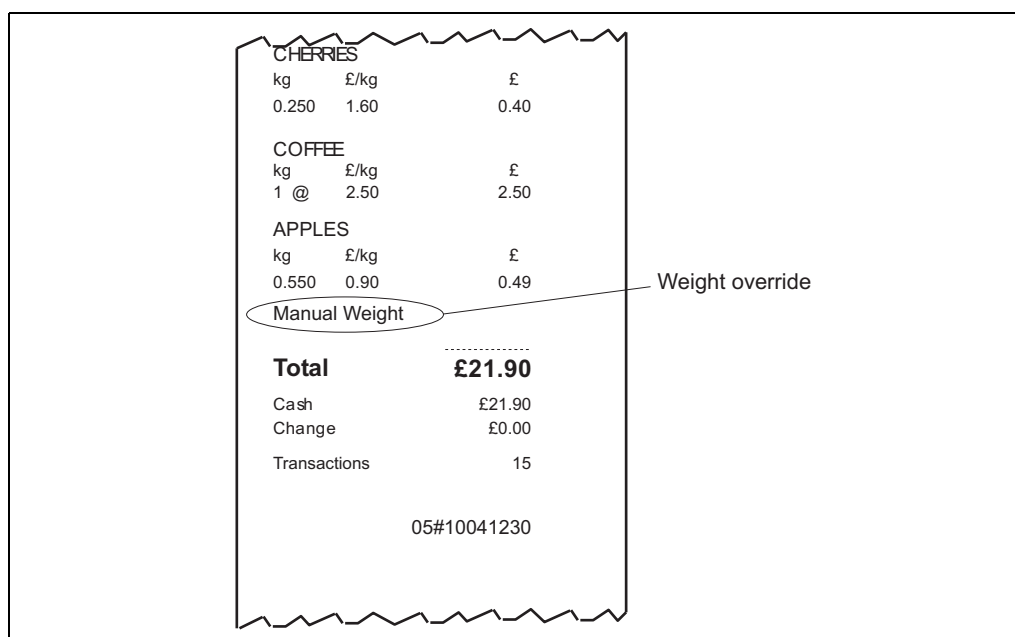 CHERRIES
kg £/kg £
0.250 1.60 0.40
COFFEE
kg £/kg £
1 @ 2.50 2.50
APPLES
kg £/kg £
0.550 0.90 0.49
Weight override
Manual Weight
Total £21.90
Cash £21.90
Change £0.00
Transactions 15
05#10041230